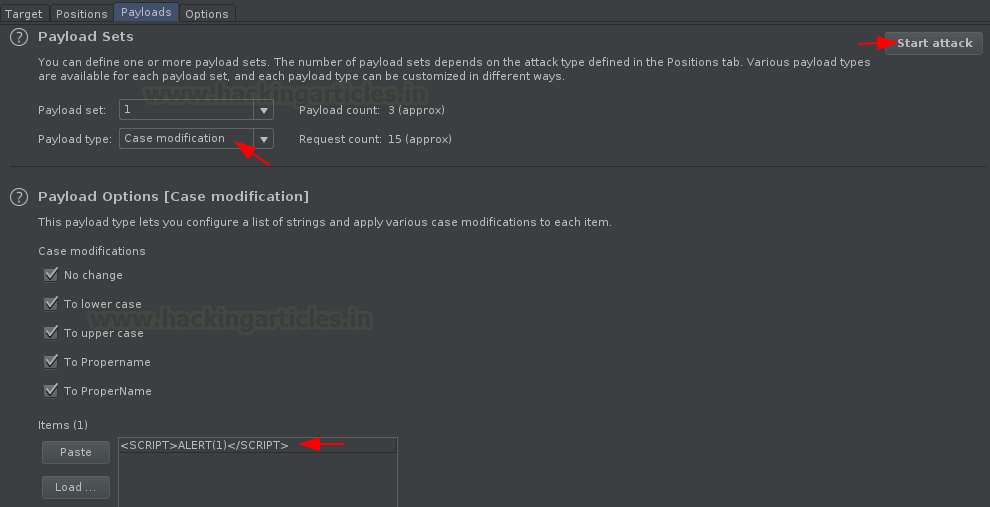 Target Positions Payloads Options
? Payload Sets
Start attack
You can define one or more payload sets. The number of payload sets depends on the attack type defined in the Positions tab. Various payload types
are available for each payload set, and each payload type can be customized in different ways.
www.hackingarticles.in
Payload set: 1 Payload count: 3 (approx)
Payload type: Case modification Request count: 15 (approx)
? Payload Options [Case modification]
This payload type lets you configure a list of strings and apply various case modifications to each item.
Case modifications
No change
To lower case
www.hackingarticles.in
To upper case
To Propername
To ProperName
Items (1)
Paste <SCRIPT>ALERT(1)</SCRIPT>
Load ...